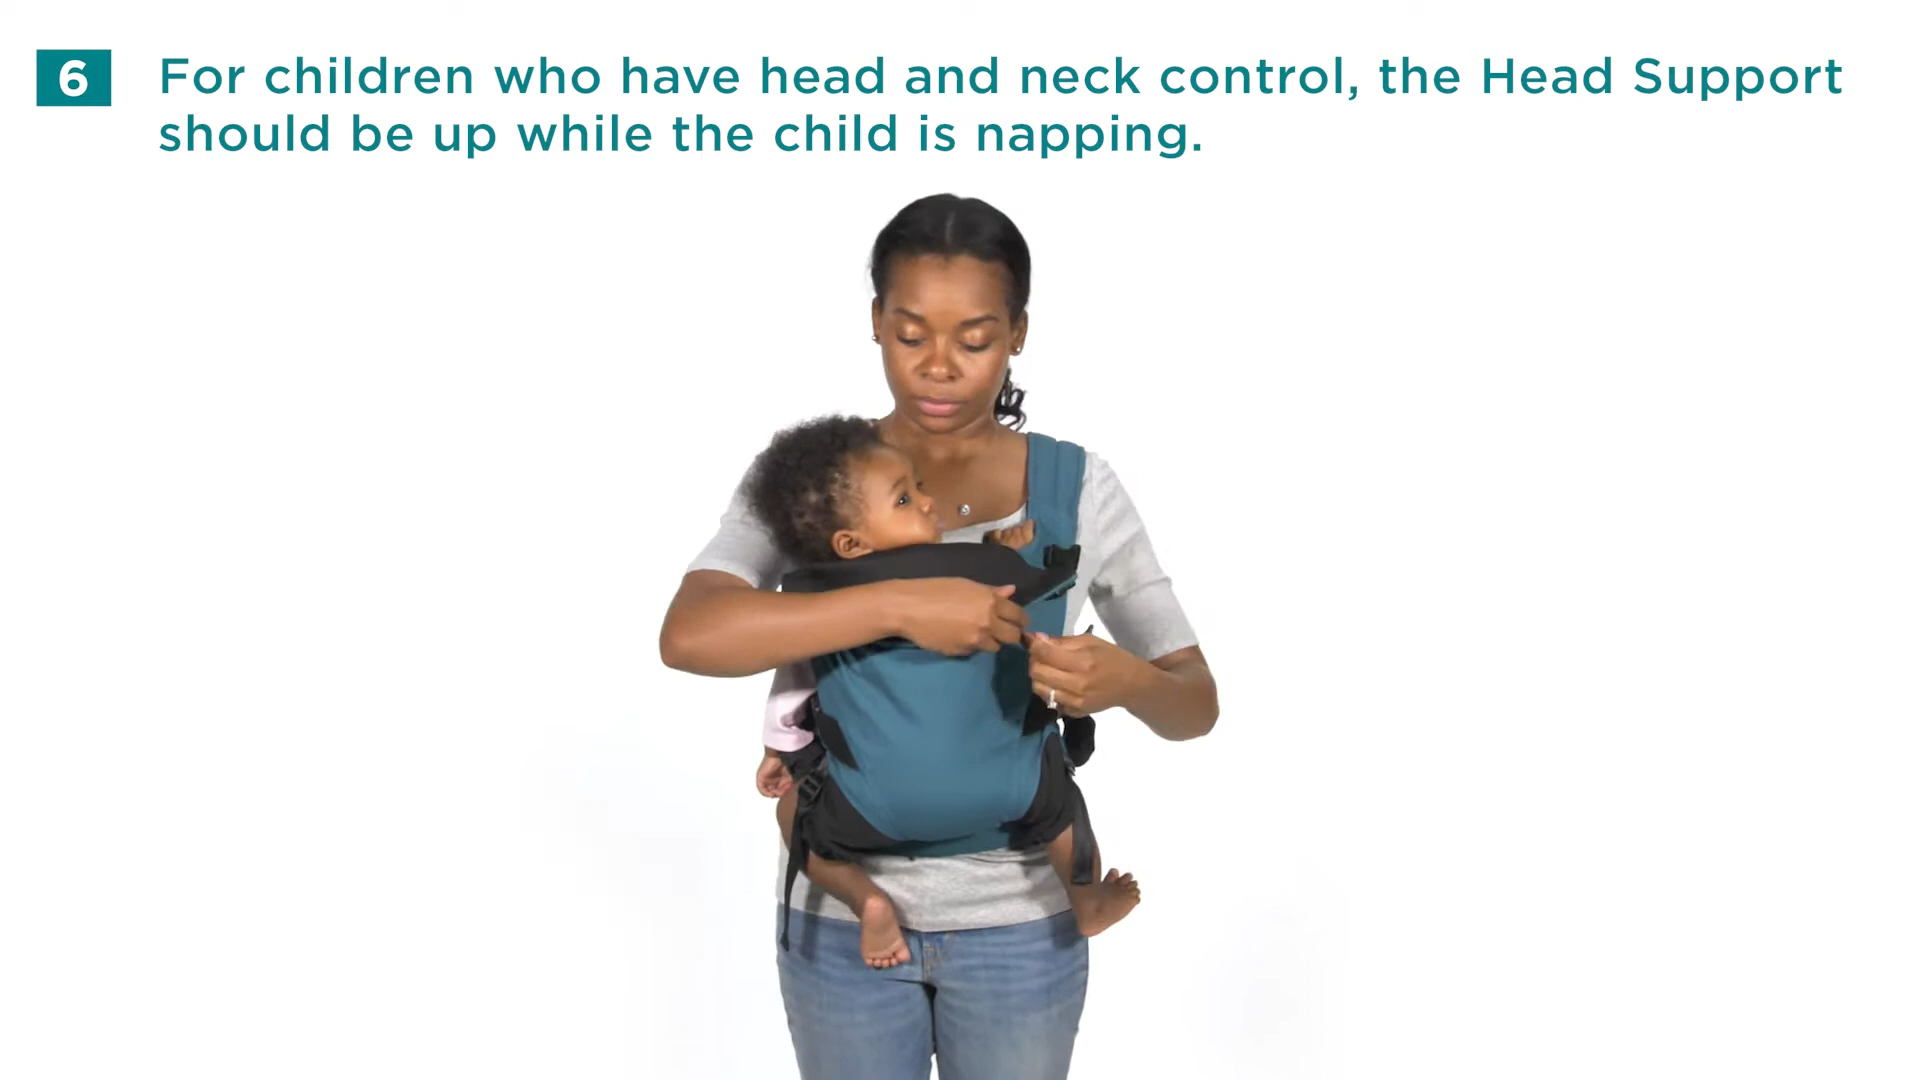 6 For children who have head and neck control, the Head Support
should be up while the child is napping.